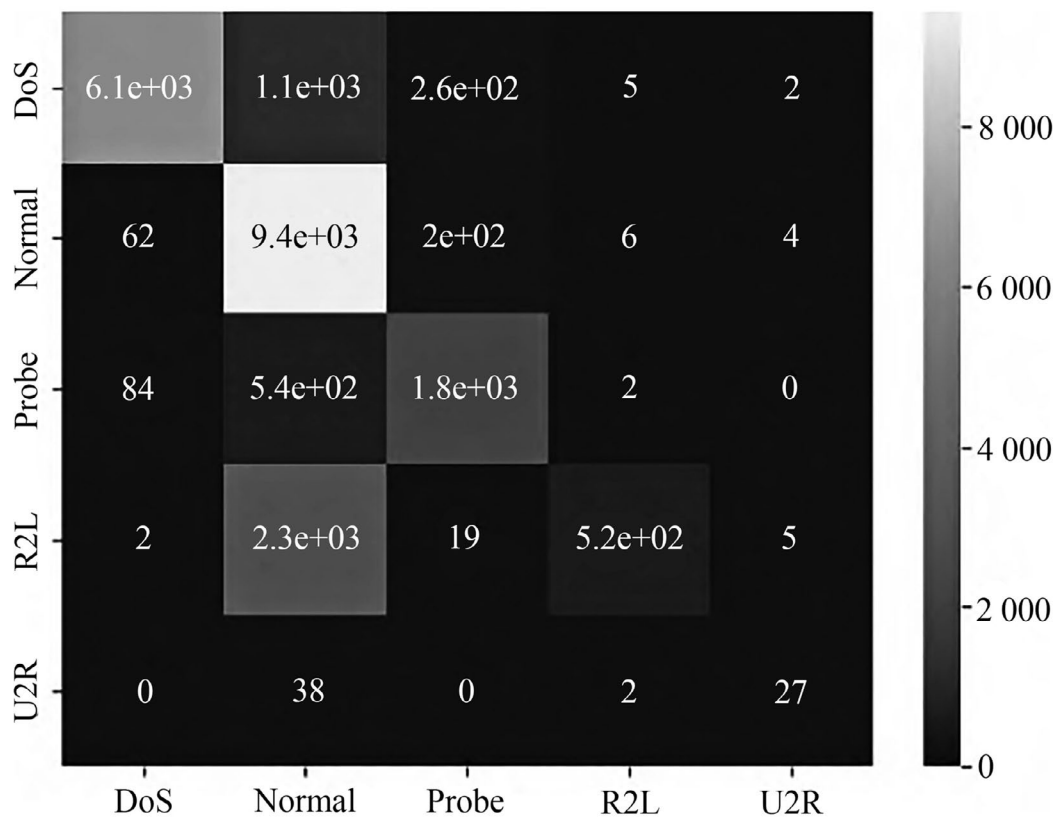 DoS 6.1e+03 1.1e+03 2.6e+02 5 2
Normal 62 9.4e+03 2e+02 6 4
Probe 84 5.4e+02 1.8e+03 2 0
R2L 2 2.3e+03 19 5.2e+02 5
U2R 0 38 0 2 27
DoS Normal Probe R2L U2R
8 000
6 000
4 000
2 000
0